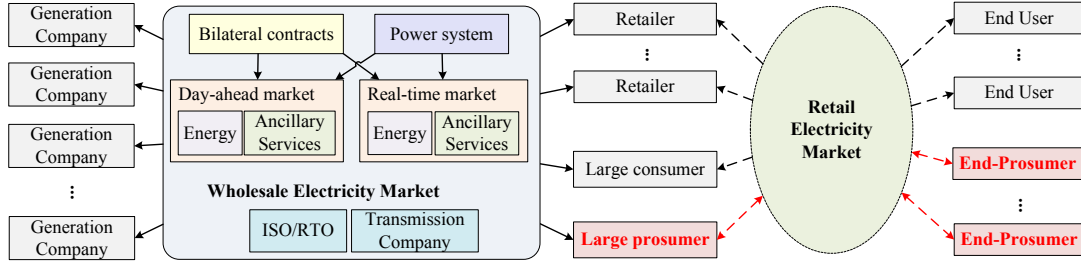 Generation
Company
Generation
Company
Generation
Company
...
Generation
Company
Bilateral contracts
Power system
Day-ahead market
Energy
Ancillary
Services
Real-time market
Energy
Ancillary
Services
Wholesale Electricity Market
ISO/RTO
Transmission
Company
Retailer
...
Retailer
Large consumer
Large prosumer
Retail
Electricity
Market
End User
...
End User
End-Prosumer
...
End-Prosumer